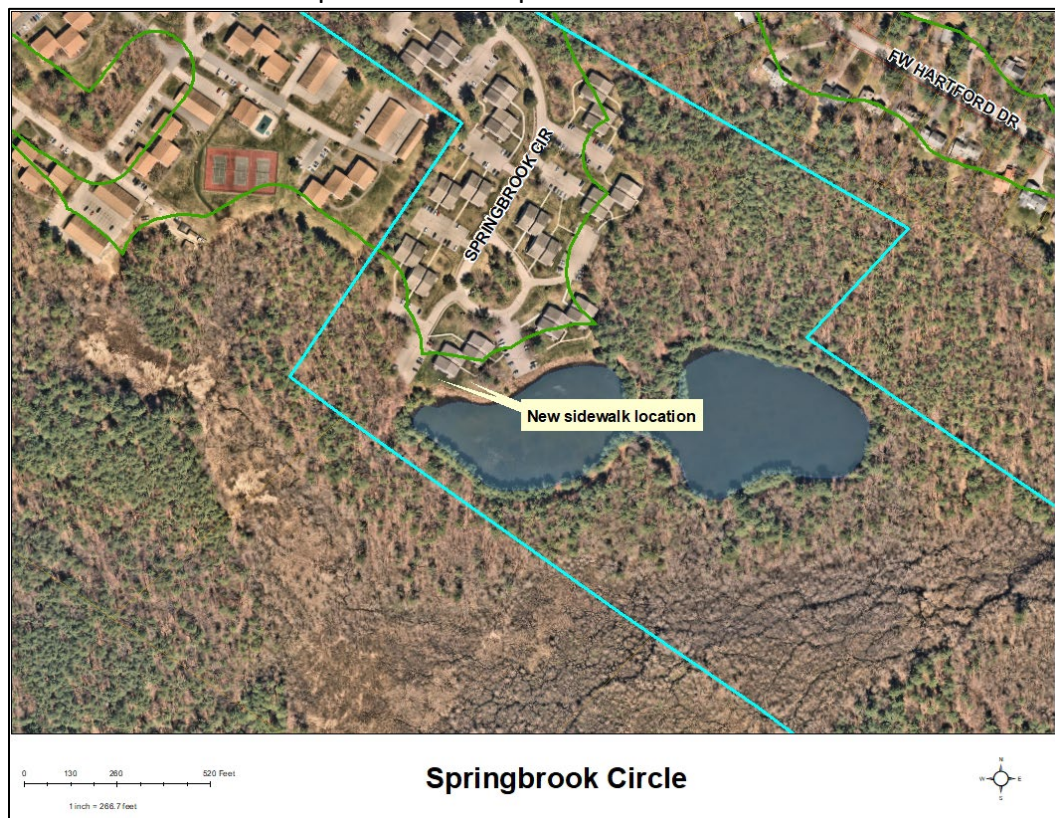 FW HARTFORD DR
SPRINGBROOK CIR
New sidewalk location
0 130 260 520 Feet
1 inch = 266.7 feet
Springbrook Circle
N
W E
S